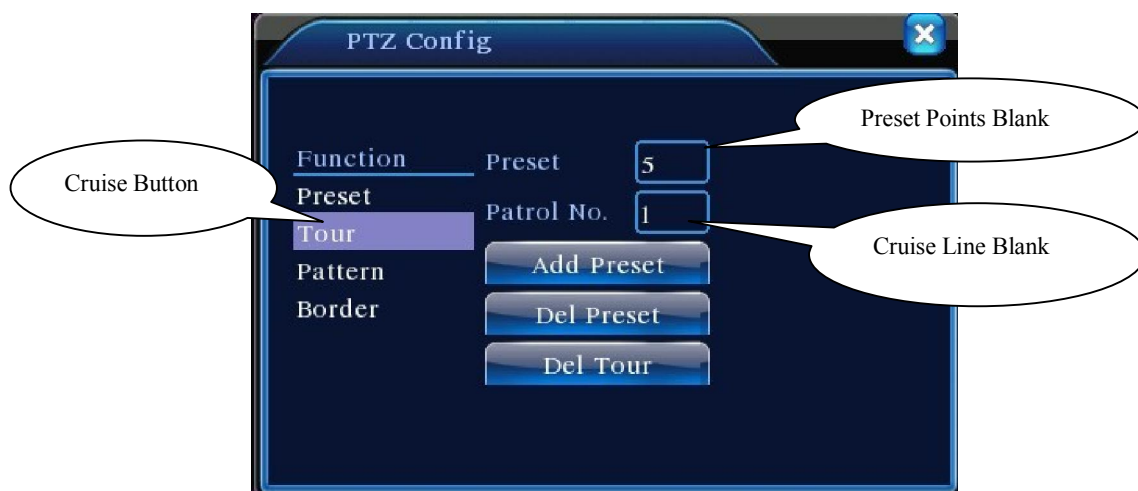 PTZ Config
Preset Points Blank
Function
Preset
5
Cruise Button
Preset
Patrol No.
1
Tour
Cruise Line Blank
Add Preset
Pattern
Border
Del Preset
Del Tour